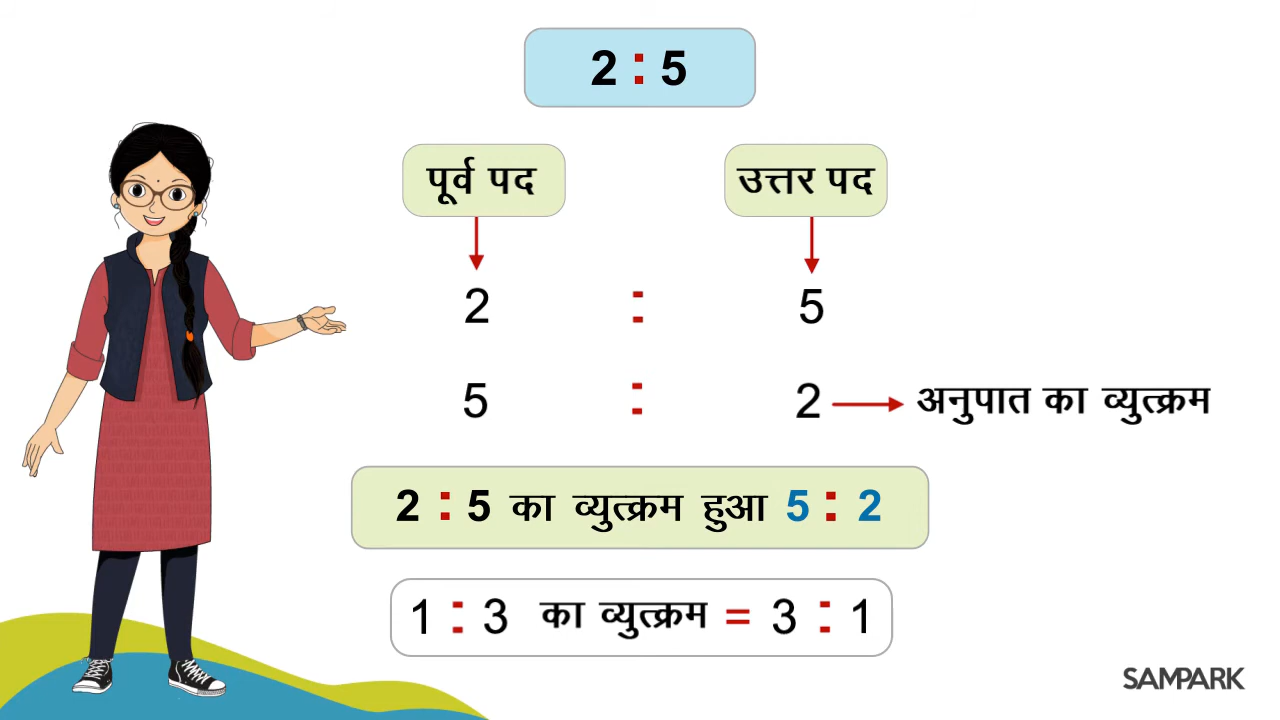 2 : 5
पूर्व पद
उत्तर पद
2 : 5
5 : 2 अनुपात का व्युत्क्रम
2 : 5 का व्युत्क्रम हुआ 5 : 2
1 : 3 का व्युत्क्रम = 3 : 1
SAMPARK